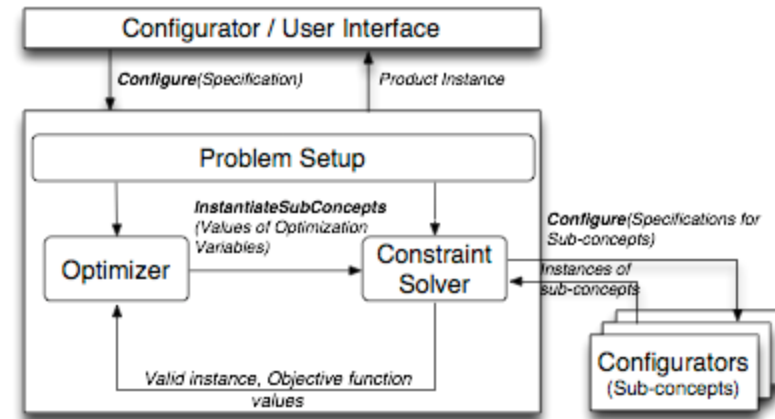 Configurator / User Interface
Configure(Specification)
Product Instance
Problem Setup
InstantiateSubConcepts
(Values of Optimization
Variables)
Configure(Specifications for
Sub-concepts)
Optimizer
Constraint
Solver
Instances of
sub-concepts
Valid instance, Objective function
values
Configurators
(Sub-concepts)